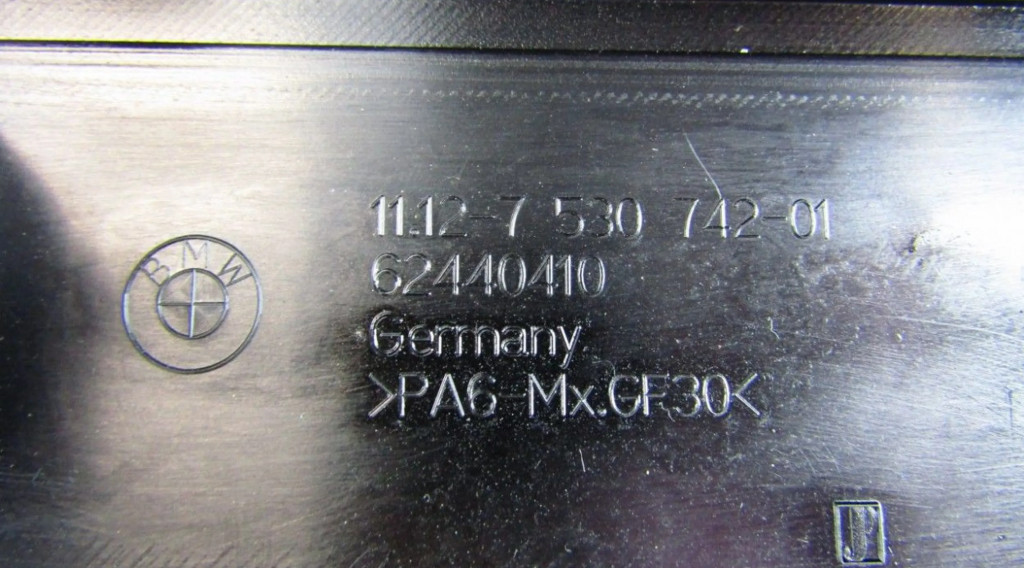 BMW
11.12-7 530 742-01
62440410
Germany
>PA6-Mx.GF30<